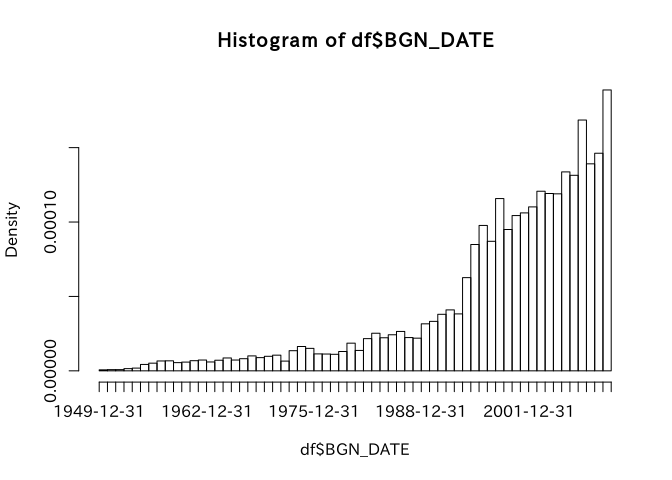 Histogram of df$BGN_DATE
Density
0.00010
0.00000
1949-12-31 1962-12-31 1975-12-31 1988-12-31 2001-12-31
df$BGN_DATE